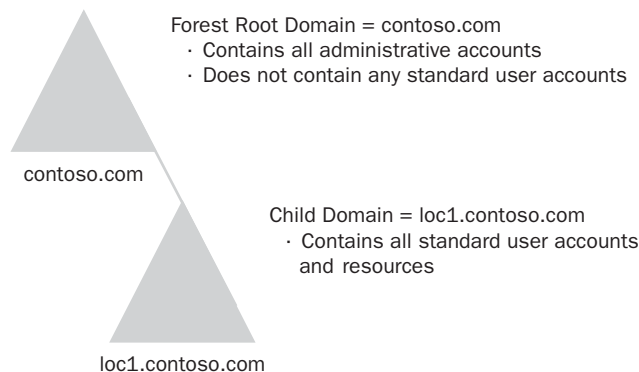 Forest Root Domain = contoso.com
· Contains all administrative accounts
· Does not contain any standard user accounts
contoso.com
Child Domain = loc1.contoso.com
· Contains all standard user accounts
and resources
loc1.contoso.com